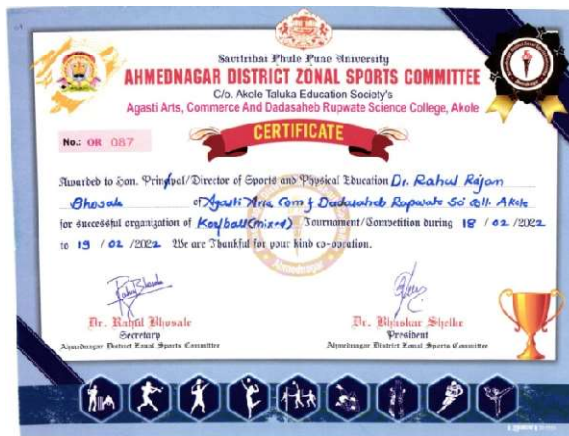 Savitribai Phule Pune University
AHMEDNAGAR DISTRICT ZONAL SPORTS COMMITTEE
C/o. Akole Taluka Education Society's
Agasti Arts, Commerce And Dadasaheb Rupwate Science College, Akole
CERTIFICATE
No.: OR 087
Awarded to Hon. Principal/Director of Sports and Physical Education Dr. Rahul Rajan
Bhosale of Agasti Arts Com & Dadasaheb Rupwate Sci Coll. Akole
for successful organization of Korfball (mixed) Tournament/Competition during 18 / 02 /2022
to 19 / 02 /2022 We are Thankful for your kind co-opration.
Ahmednagar
Dr. Rahul Bhosale
Secretary
Ahmednagar District Zonal Sports Committee
Dr. Bhaskar Shelke
President
Ahmednagar District Zonal Sports Committee